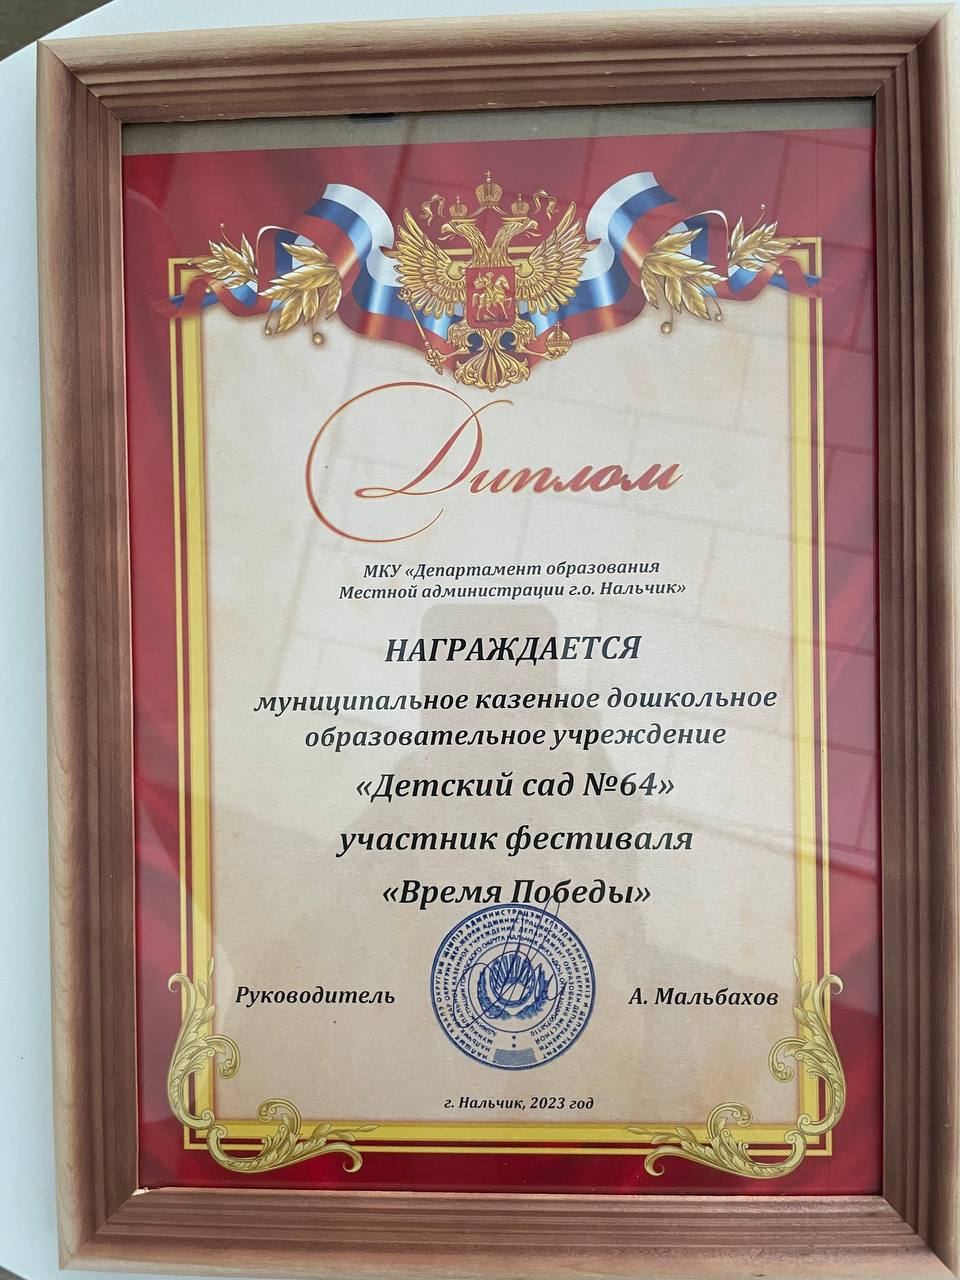 Диплом
МКУ «Департамент образования
Местной администрации г.о. Нальчик»
НАГРАЖДАЕТСЯ
муниципальное казенное дошкольное
образовательное учреждение
«Детский сад №64»
участник фестиваля
«Время Победы»
Руководитель
А. Мальбахов
г. Нальчик, 2023 год